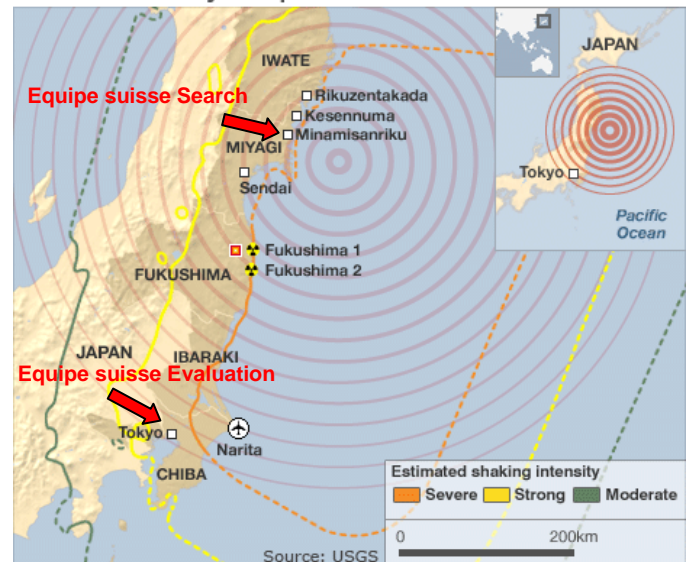 IWATE
JAPAN
Equipe suisse Search
Rikuzentakada
Kesennuma
Minamisanriku
MIYAGI
Sendai
Tokyo
Pacific
Ocean
Fukushima 1
FUKUSHIMA
Fukushima 2
JAPAN
IBARAKI
Equipe suisse Evaluation
Tokyo
Narita
CHIBA
Estimated shaking intensity
Severe Strong Moderate
0 200km
Source: USGS